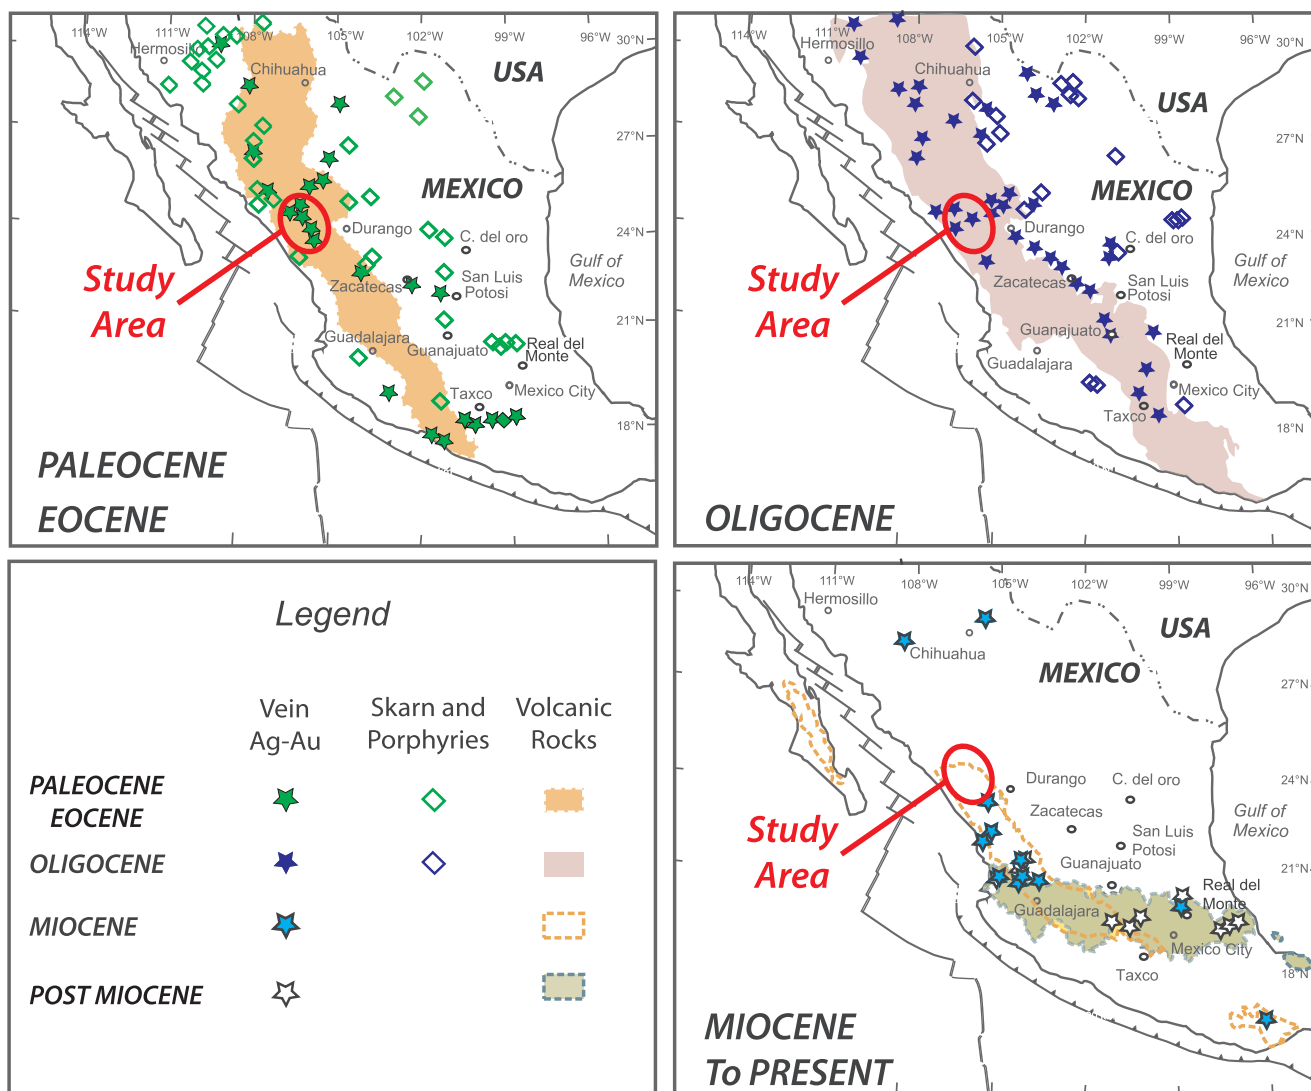 114°W
111°W
108°W
105°W
102°W
99°W
30°N
Hermosillo
Chihuahua
USA
27°N
MEXICO
Durango
C. del oro
24°N
Study
Area
Zacatecas
San Luis
Potosi
Gulf of
Mexico
21°N
Guadalajara
Guanajuato
Real del
Monte
Taxco
Mexico City
18°N
PALEOCENE
EOCENE
111°W
108°W
105°W
102°W
99°W
96°W
30°N
Hermosillo
Chihuahua
USA
27°N
MEXICO
Durango
C. del oro
24°N
Study
Area
Zacatecas
San Luis
Potosi
Gulf of
Mexico
21°N
Guanajuato
Guadalajara
Real del
Monte
Mexico City
Taxco
18°N
OLIGOCENE
Legend
Vein
Ag-Au
Skarn and
Porphyries
Volcanic
Rocks
PALEOCENE
EOCENE
OLIGOCENE
MIOCENE
POST MIOCENE
114°W
111°W
108°W
105°W
102°W
99°W
96°W
30°N
Hermosillo
Chihuahua
USA
MEXICO
27°N
Durango
C. del oro
24°N
Study
Area
Zacatecas
San Luis
Potosi
Gulf of
Mexico
Guanajuato
21°N
Real del
Monte
Guadalajara
Mexico City
Taxco
18°N
MIOCENE
To PRESENT